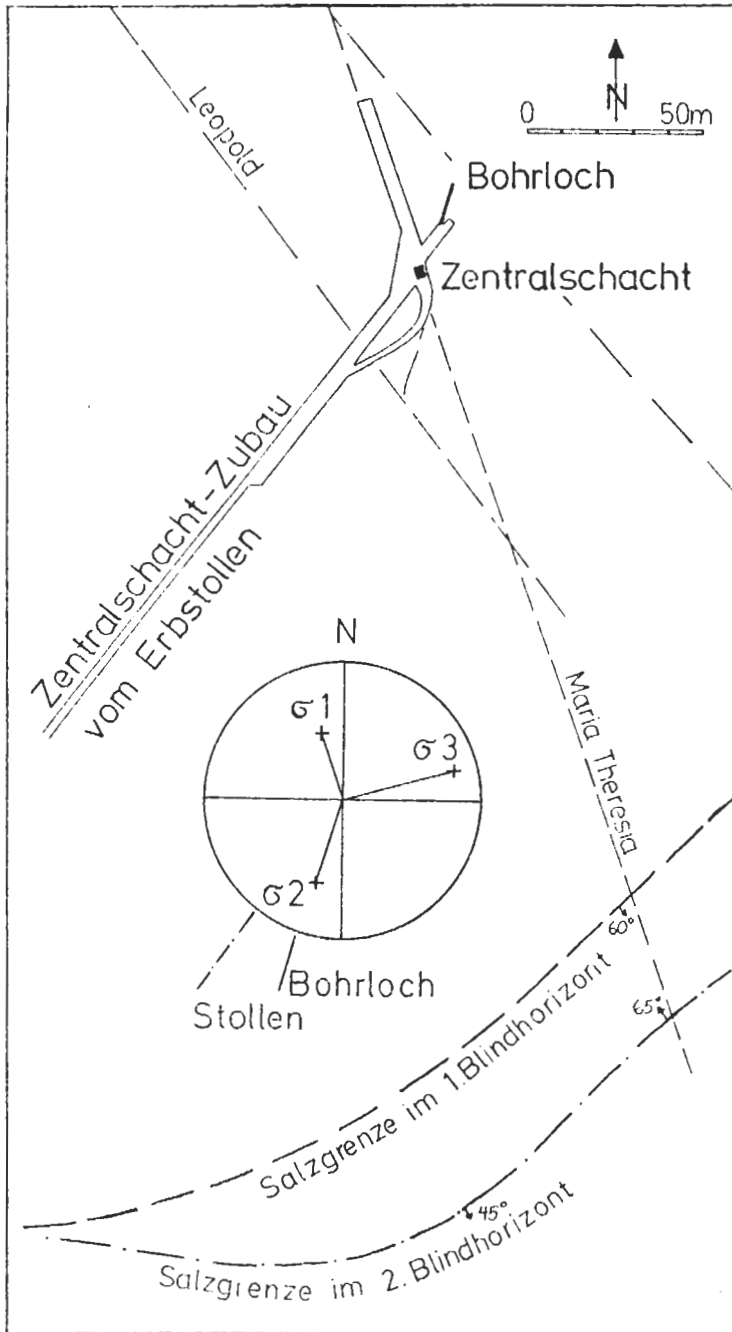 Leopold
N
0 50m
Bohrloch
Zentralschacht
Zentralschacht-Zubau
vom Erbstollen
N
σ1
σ3
σ2
Bohrloch
Stollen
Maria Theresia
60°
65°
Salzgrenze im 1. Blindhorizont
45°
Salzgrenze im 2. Blindhorizont